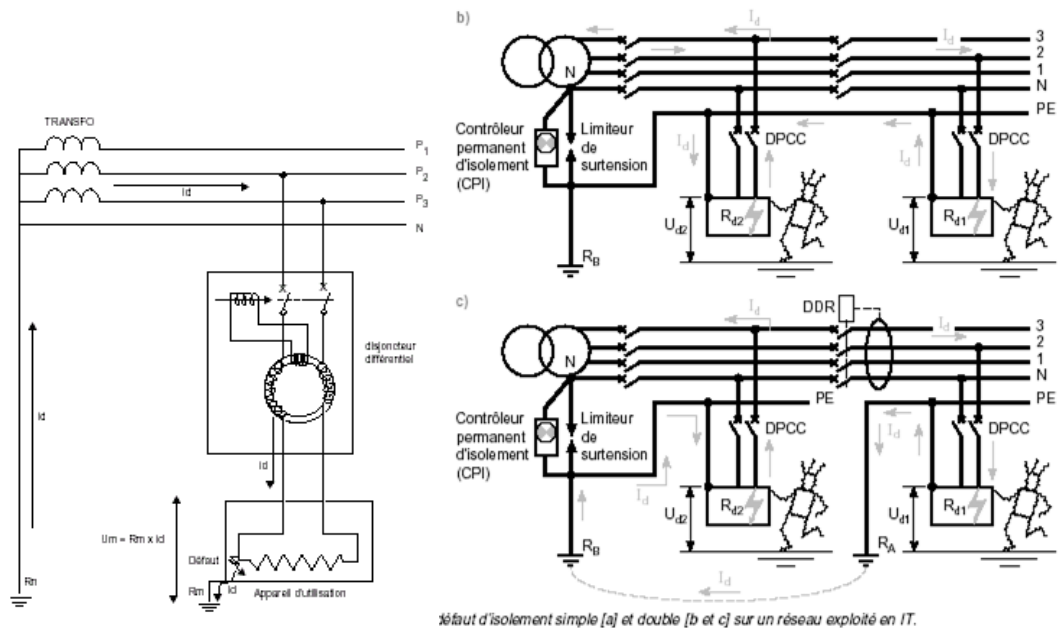 TRANSFO
P1
P2
Id
P3
N
disjoncteur
différentiel
Id
Id
Um = Rm x Id
Défaut
Id
Rm
Appareil d'utilisation
Rn
b)
Id
Id
3
2
1
N
N
PE
Contrôleur
permanent
d'isolement
(CPI)
Limiteur
de
surtension
Id
DPCC
Id
DPCC
Ud2
Rd2
Ud1
Rd1
RB
c)
DDR
Id
Id
3
2
1
N
N
PE
PE
Contrôleur
permanent
d'isolement
(CPI)
Limiteur
de
surtension
DPCC
Id
DPCC
Id
Ud2
Rd2
Ud1
Rd1
RB
RA
Id
défaut d'isolement simple [a] et double [b et c] sur un réseau exploité en IT.